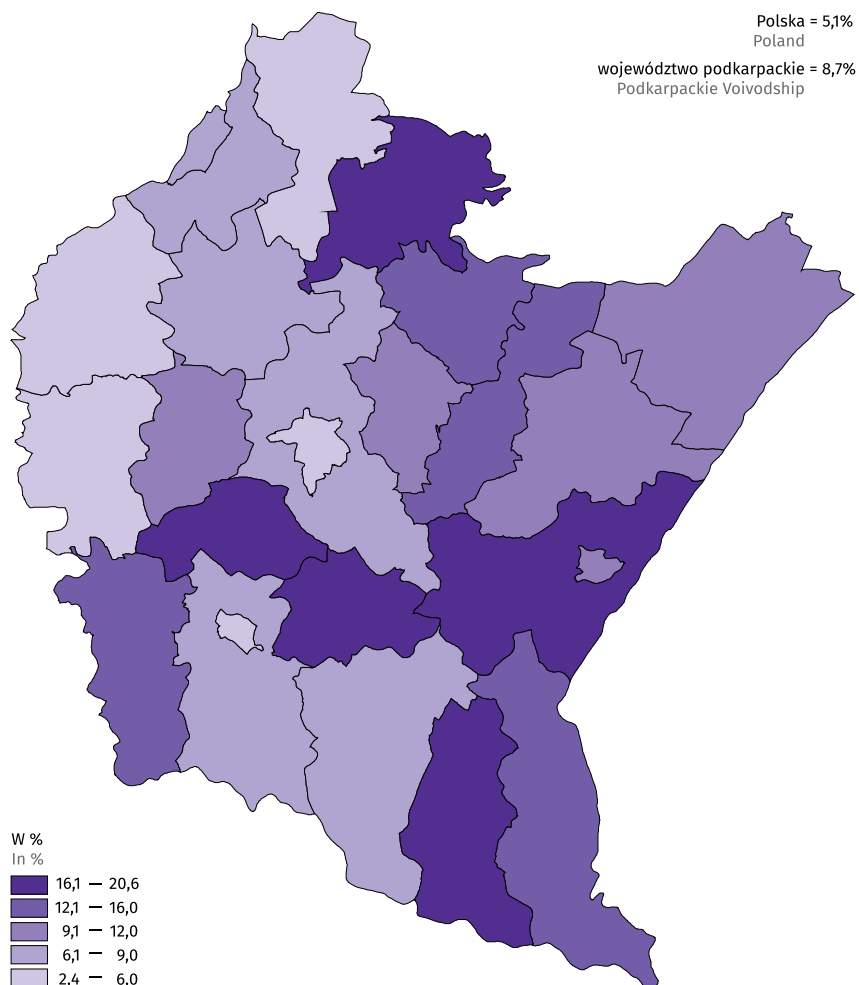 Polska = 5,1%
Poland
województwo podkarpackie = 8,7%
Podkarpackie Voivodship
W %
In %
16,1 — 20,6
12,1 — 16,0
9,1 — 12,0
6,1 — 9,0
2,4 — 6,0